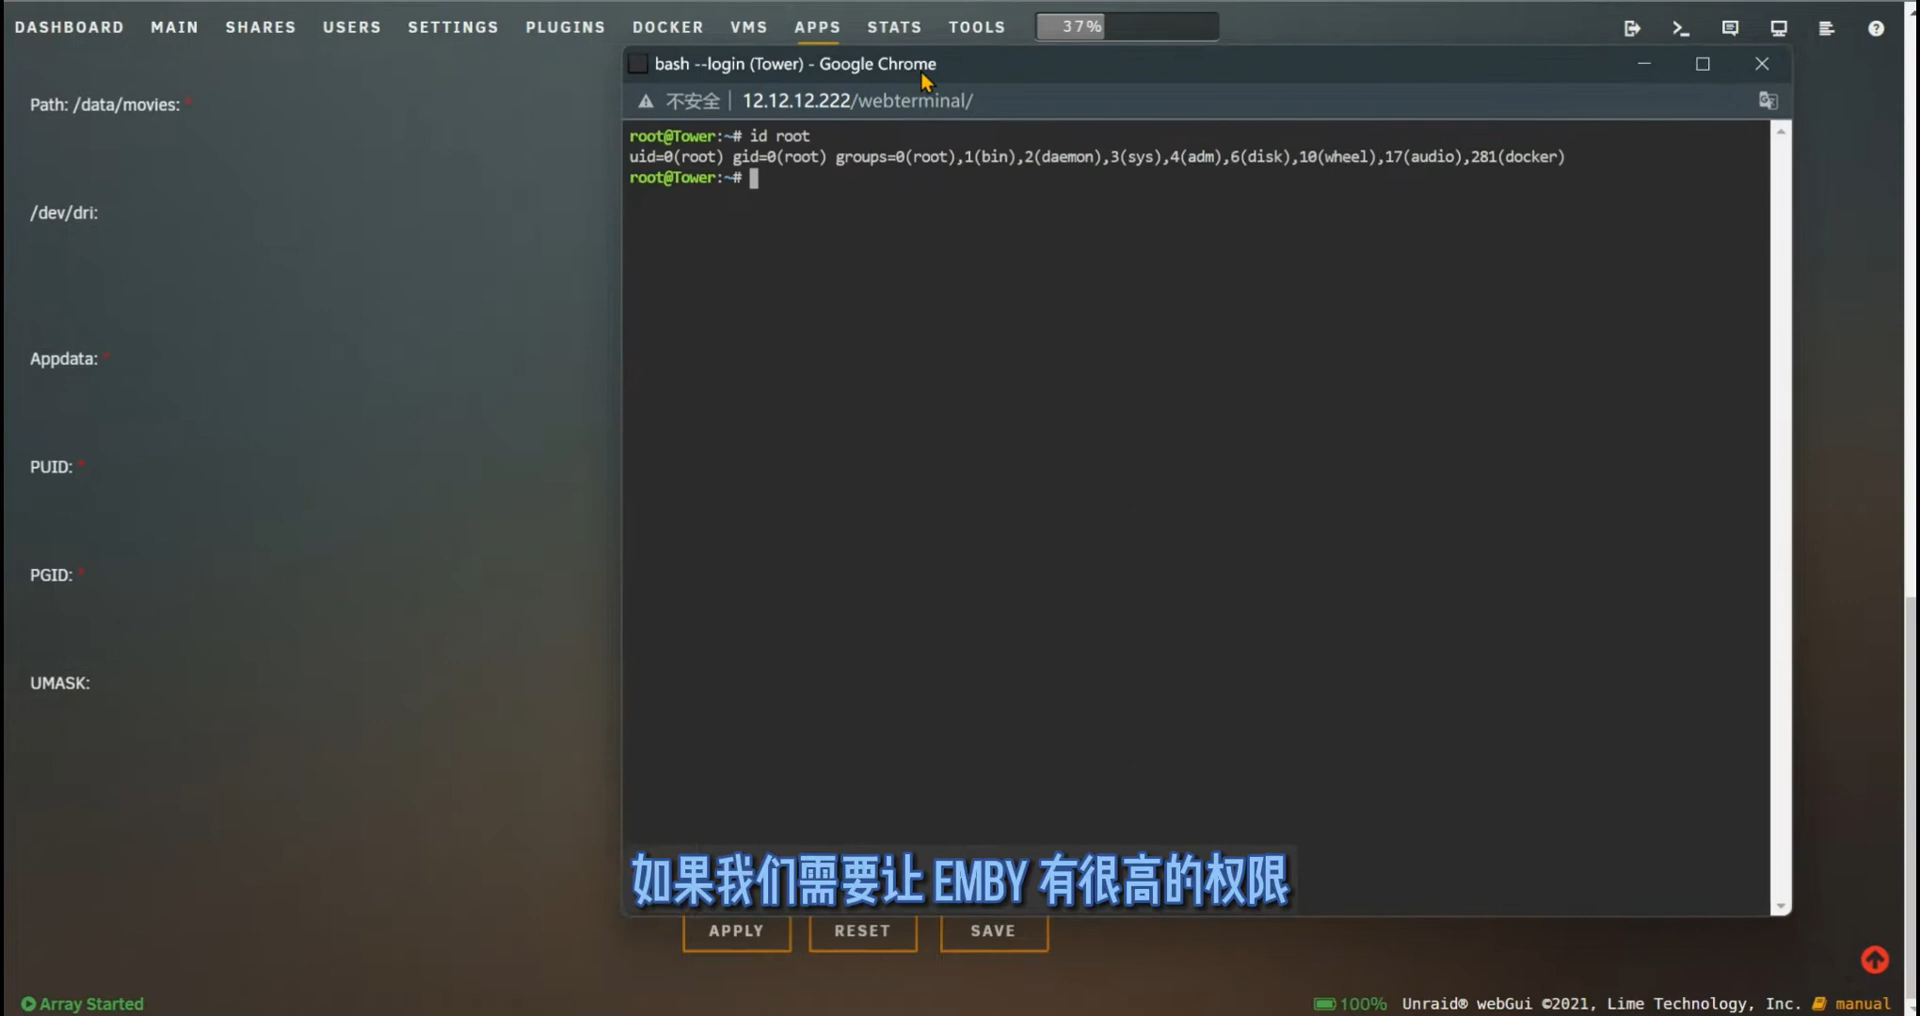 DASHBOARD MAIN SHARES USERS SETTINGS PLUGINS DOCKER VMS APPS STATS TOOLS 37%
bash --login (Tower) - Google Chrome
不安全 | 12.12.12.222/webterminal/
root@Tower:~# id root
uid=0(root) gid=0(root) groups=0(root),1(bin),2(daemon),3(sys),4(adm),6(disk),10(wheel),17(audio),281(docker)
root@Tower:~#
Path: /data/movies: *
/dev/dri:
Appdata: *
PUID: *
PGID: *
UMASK:
如果我们需要让 EMBY 有很高的权限
APPLY RESET SAVE
Array Started
100% Unraid® webGui ©2021, Lime Technology, Inc. manual